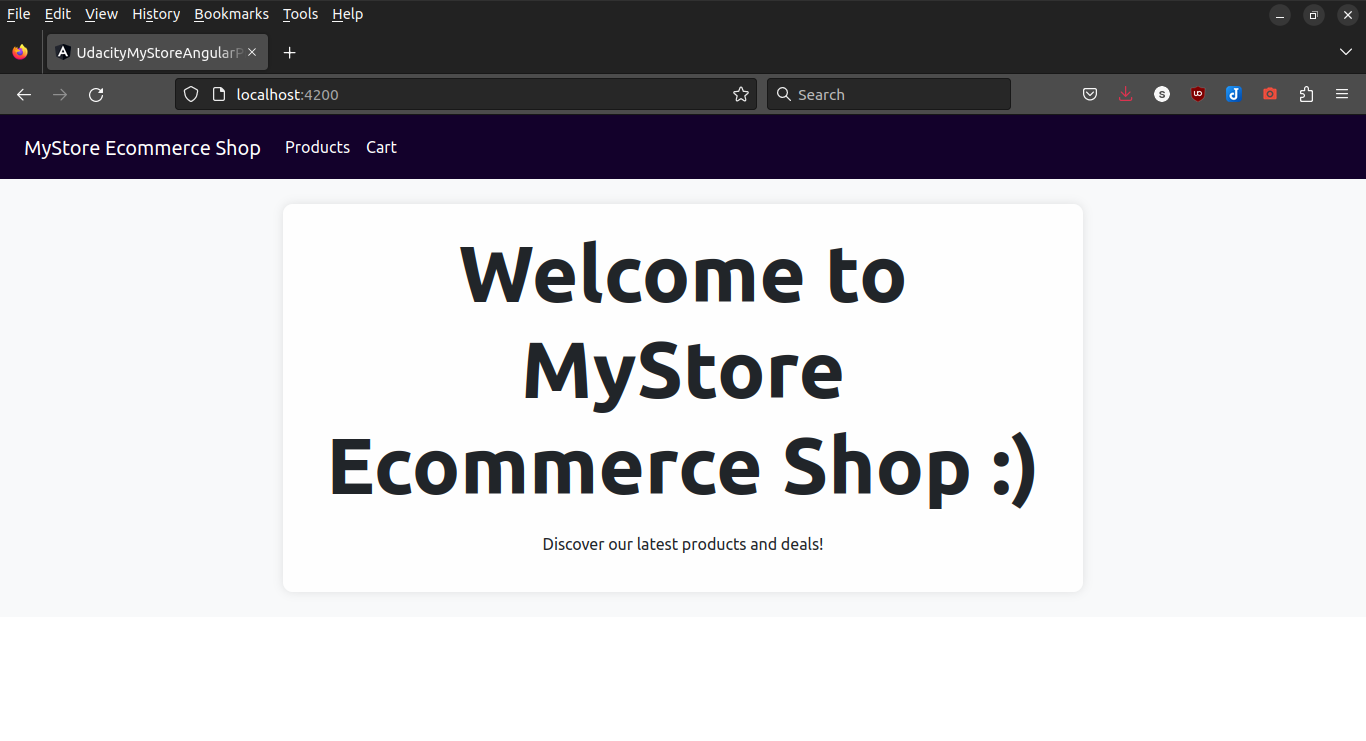 File Edit View History Bookmarks Tools Help
UdacityMyStoreAngularP
localhost:4200
Search
MyStore Ecommerce Shop Products Cart
Welcome to
MyStore
Ecommerce Shop :)
Discover our latest products and deals!